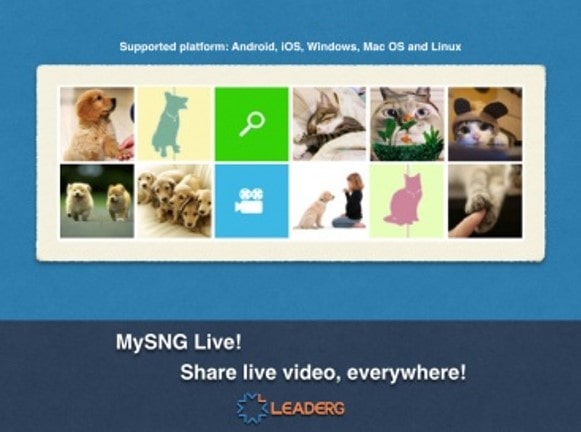 Supported platform: Android, iOS, Windows, Mac OS and Linux
MySNG Live!
Share live video, everywhere!
LEADERG